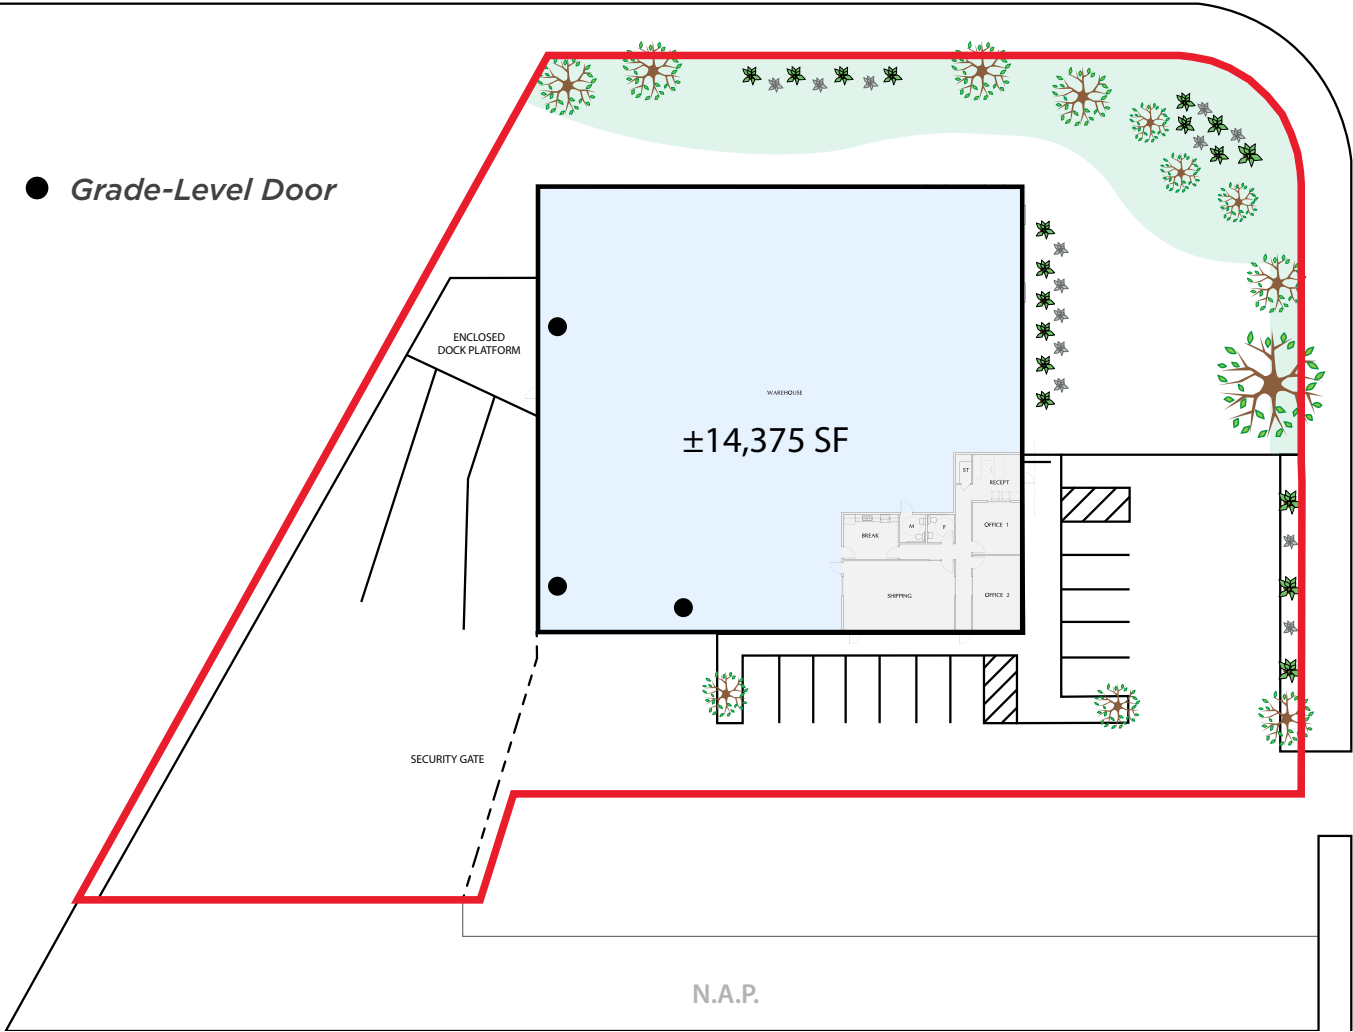 Grade-Level Door
ENCLOSED
DOCK PLATFORM
WAREHOUSE
±14,375 SF
ST
RECEPT
M
F
OFFICE 1
BREAK
SHIPPING
OFFICE 2
SECURITY GATE
N.A.P.